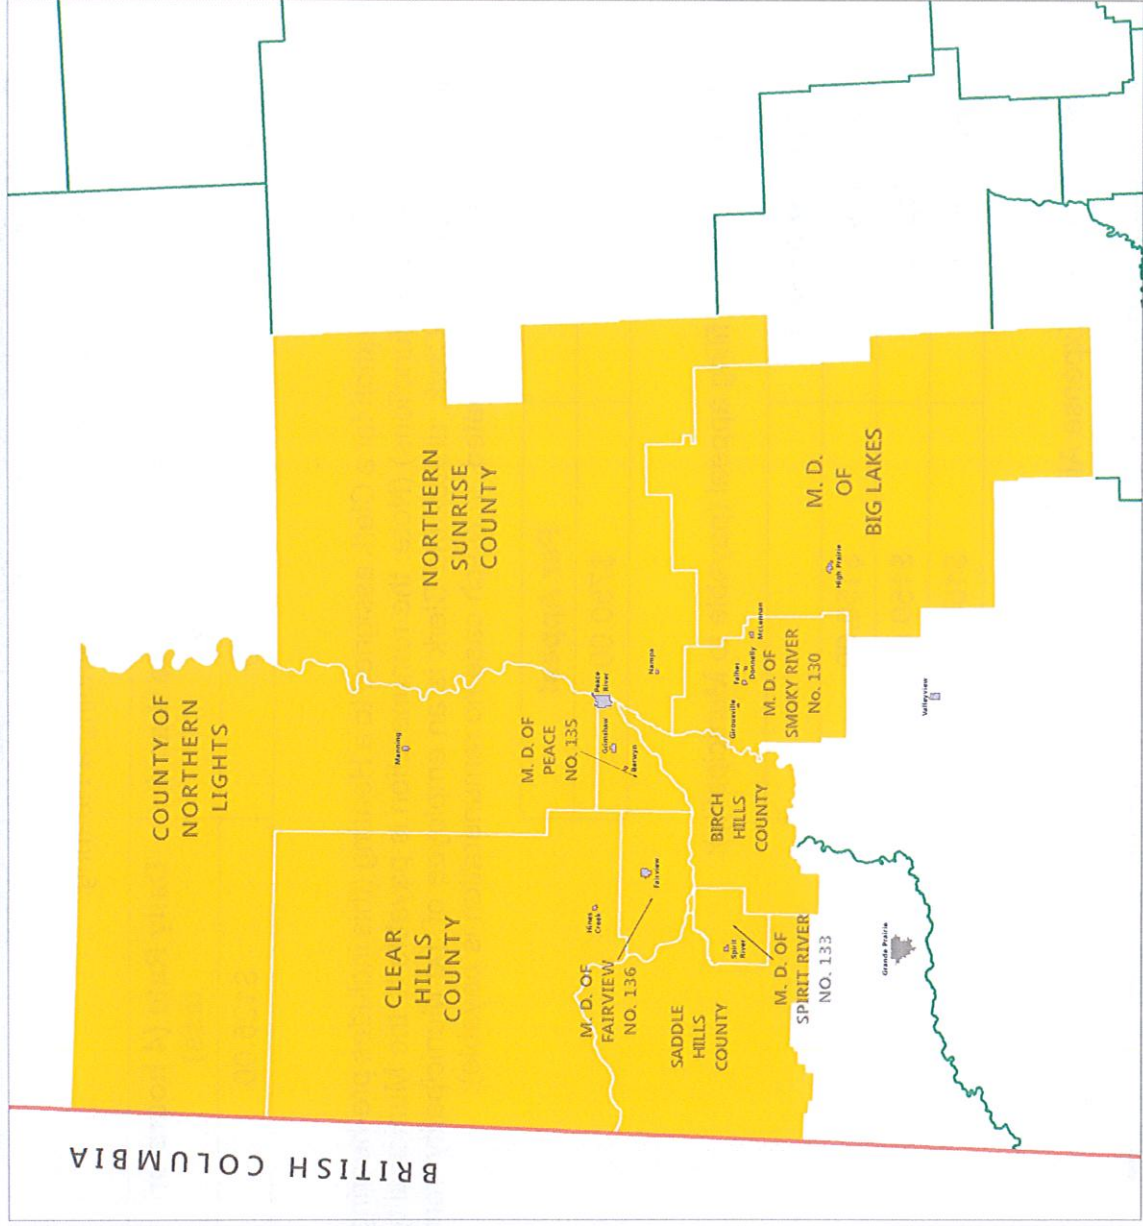 BRITISH COLUMBIA
COUNTY OF
NORTHERN
LIGHTS
Manning
CLEAR
HILLS
COUNTY
NORTHERN
SUNRISE
COUNTY
M. D. OF
PEACE
NO. 135
Peace
River
Grimshaw
Berwyn
Nampa
Hines
Creek
Fairview
M. D. OF
FAIRVIEW
NO. 136
SADDLE
HILLS
COUNTY
Spirit
River
M. D. OF
SPIRIT RIVER
NO. 133
BIRCH
HILLS
COUNTY
Girouxville
Falher
Donnelly
McLennan
M. D. OF
SMOKY RIVER
No. 130
High Prairie
M. D.
OF
BIG LAKES
Valleyview
Grande Prairie